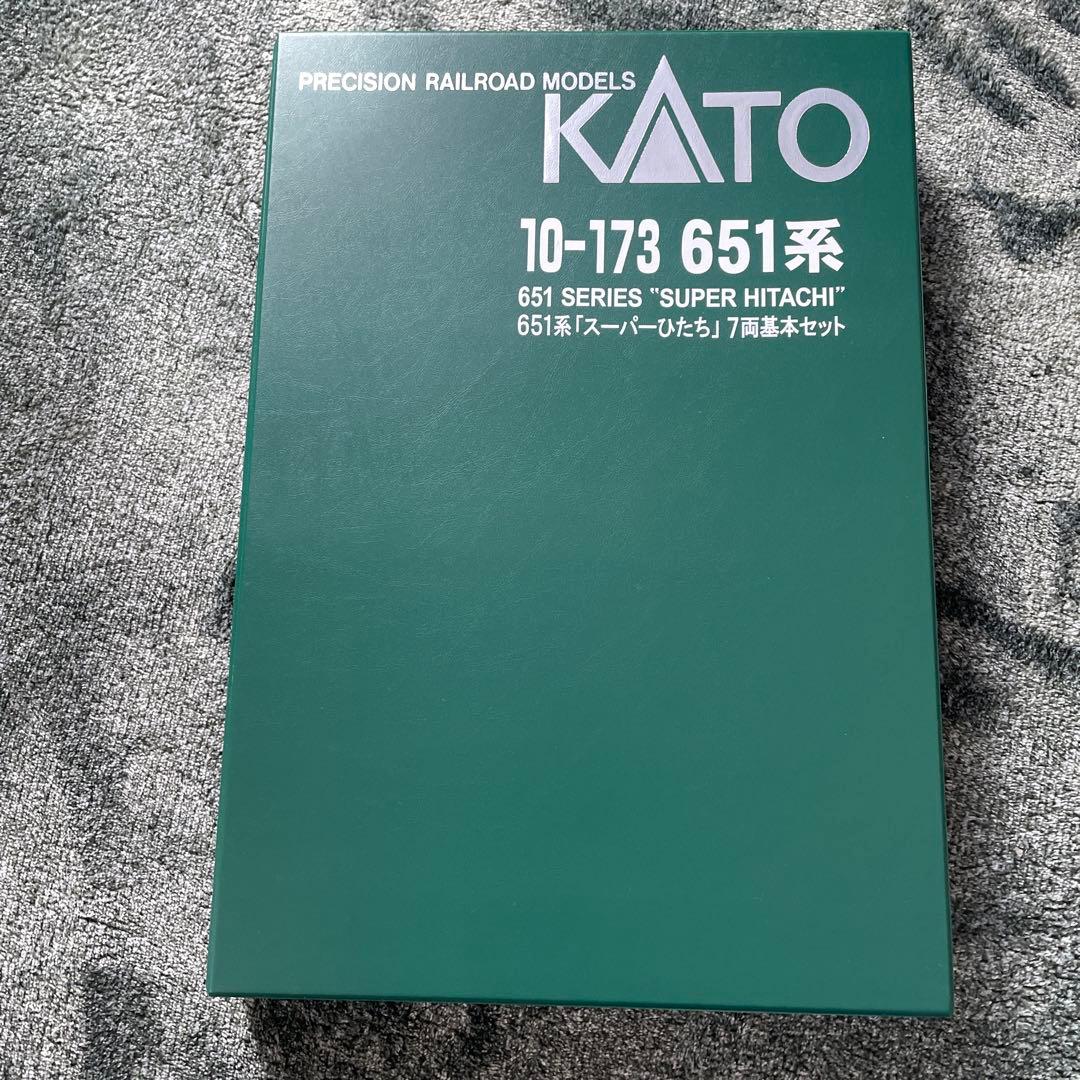 PRECISION RAILROAD MODELS
KATO
10-173 651系
651 SERIES "SUPER HITACHI"
651系「スーパーひたち」7両基本セット